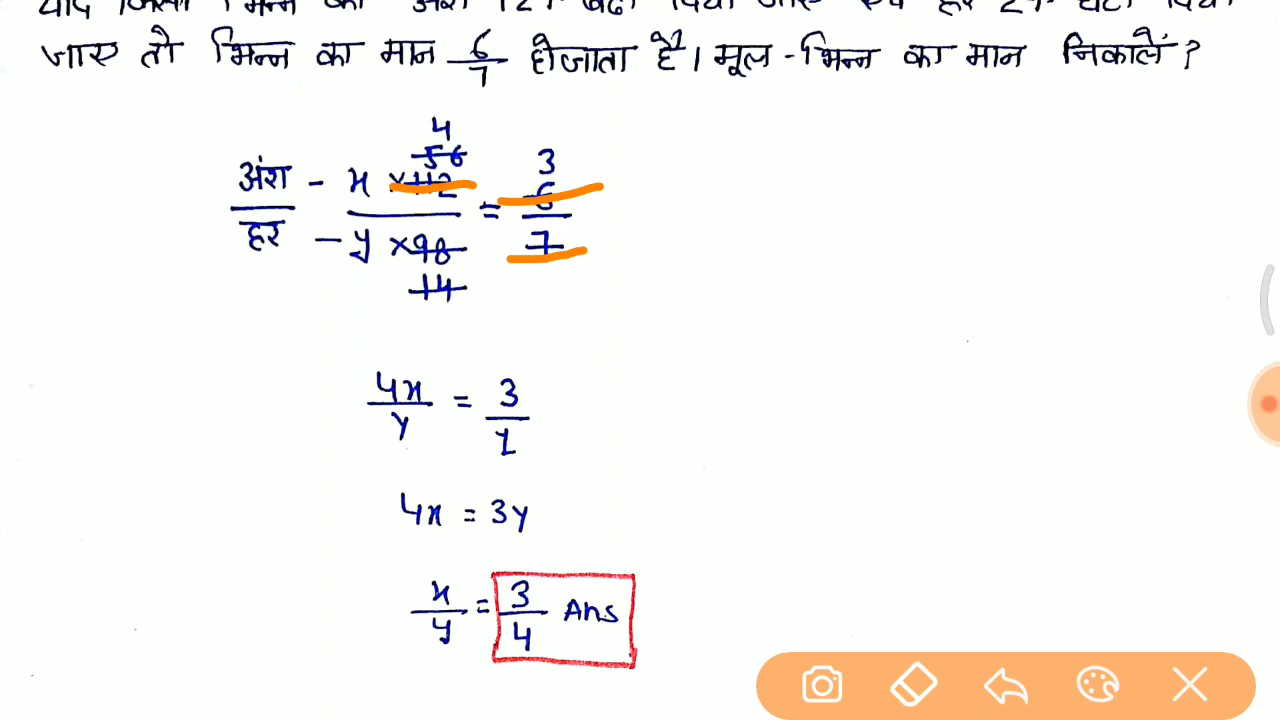 जाए तो भिन्न का मान 6/7 होजाता है। मूल-भिन्न का मान निकालें?
4
56
3
अंश - x ×112 = 6
हर - y ×98 7
14
4x/y = 3/1
4x = 3y
x/y = 3/4 Ans